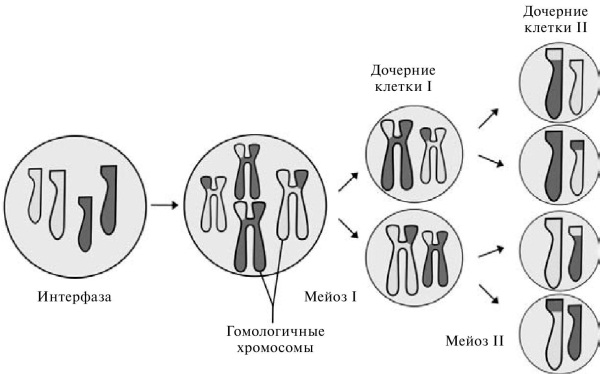 Дочерние
клетки II
Дочерние
клетки I
Интерфаза
Мейоз I
Гомологичные
хромосомы
Мейоз II